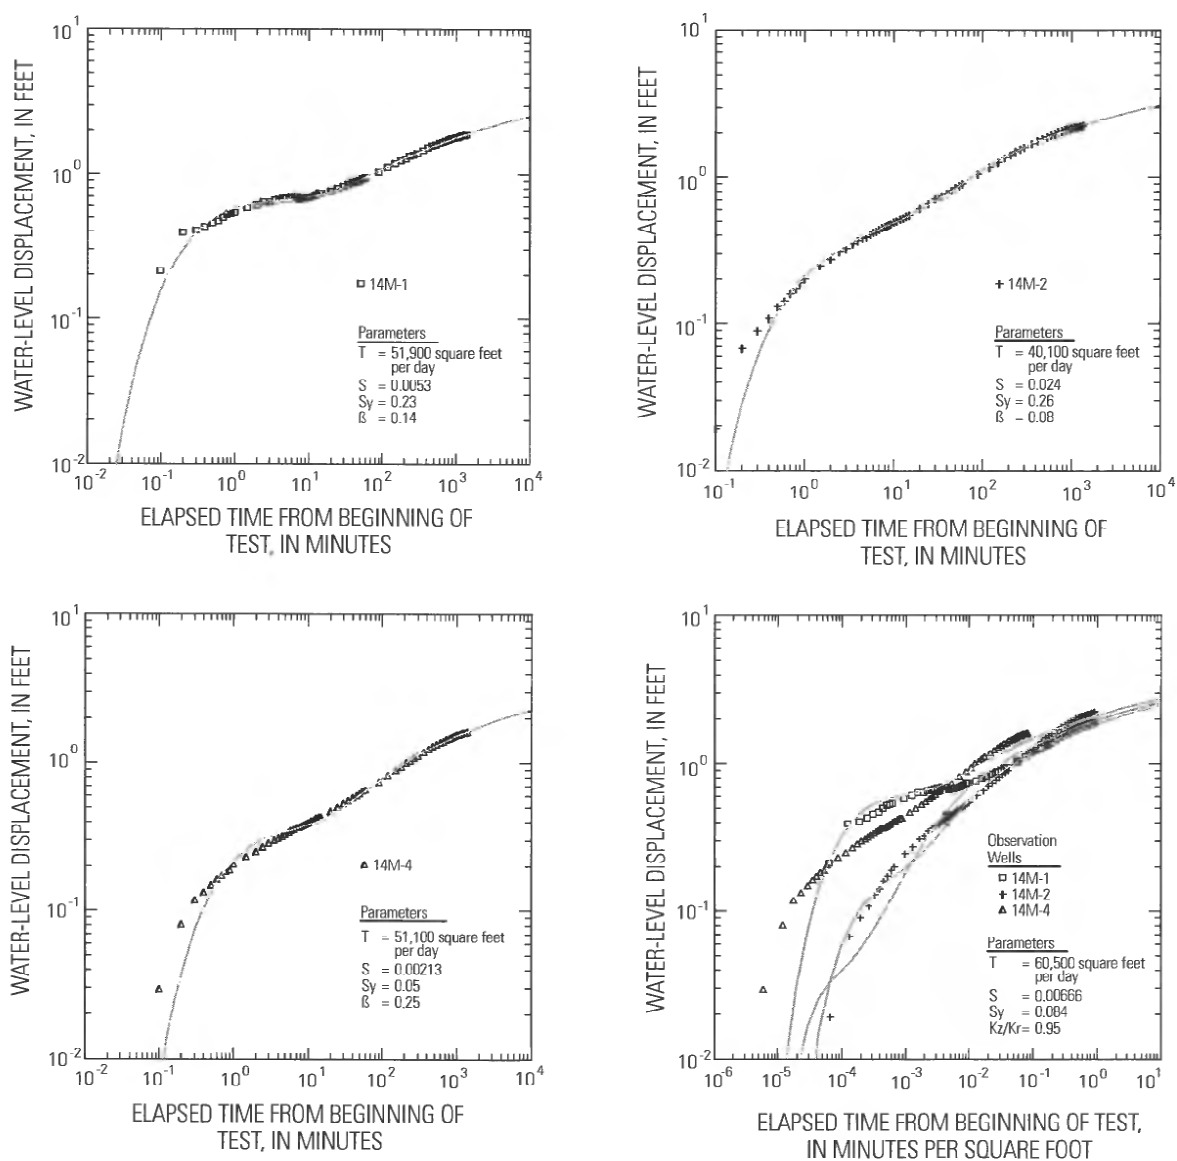 WATER-LEVEL DISPLACEMENT, IN FEET
10^1
10^0
10^-1
10^-2
□ 14M-1
Parameters
T = 51,900 square feet
per day
S = 0.0053
Sy = 0.23
ß = 0.14
10^-2 10^-1 10^0 10^1 10^2 10^3 10^4
ELAPSED TIME FROM BEGINNING OF
TEST, IN MINUTES
WATER-LEVEL DISPLACEMENT, IN FEET
10^1
10^0
10^-1
10^-2
+ 14M-2
Parameters
T = 40,100 square feet
per day
S = 0.024
Sy = 0.26
ß – 0.08
10^-1 10^0 10^1 10^2 10^3 10^4
ELAPSED TIME FROM BEGINNING OF
TEST, IN MINUTES
WATER-LEVEL DISPLACEMENT, IN FEET
10^1
10^0
10^-1
10^-2
△ 14M-4
Parameters
T = 51,100 square feet
per day
S = 0.00213
Sy = 0.05
ß = 0.25
10^-2 10^-1 10^0 10^1 10^2 10^3 10^4
ELAPSED TIME FROM BEGINNING OF
TEST, IN MINUTES
WATER-LEVEL DISPLACEMENT, IN FEET
10^1
10^0
10^-1
10^-2
Observation
Wells
□ 14M-1
+ 14M-2
△ 14M-4
Parameters
T = 60,500 square feet
per day
S = 0.00666
Sy = 0.084
Kz/Kr= 0.95
10^-6 10^-5 10^-4 10^-3 10^-2 10^-1 10^0 10^1
ELAPSED TIME FROM BEGINNING OF TEST,
IN MINUTES PER SQUARE FOOT